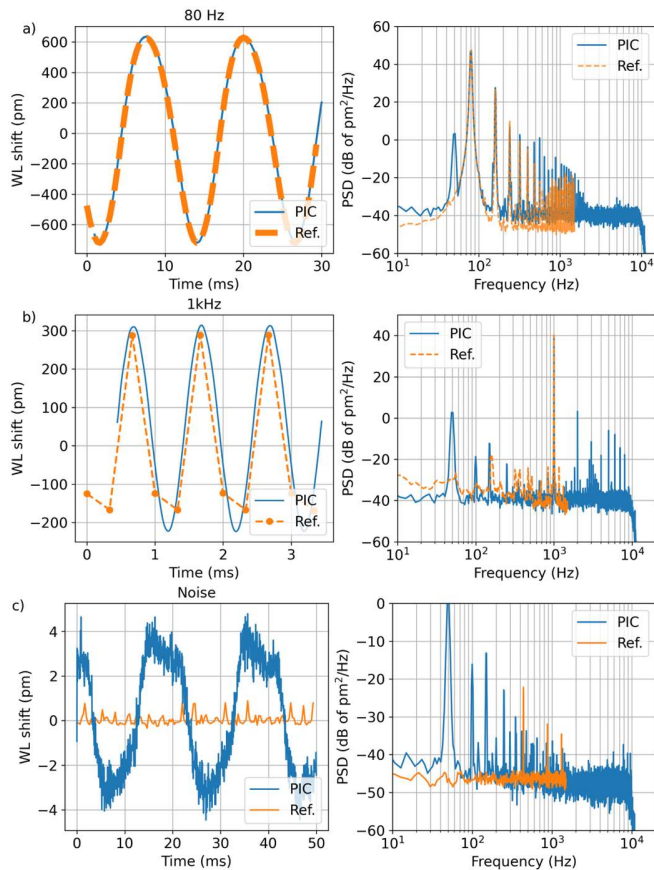 a)
80 Hz
WL shift (pm)
600
400
200
0
−200
−400
−600
PIC
Ref.
0
10
20
30
Time (ms)
PSD (dB of pm²/Hz)
60
40
20
0
−20
−40
−60
PIC
Ref.
10¹
10²
10³
10⁴
Frequency (Hz)
b)
1kHz
WL shift (pm)
300
200
100
0
−100
−200
PIC
Ref.
0
1
2
3
Time (ms)
PSD (dB of pm²/Hz)
40
20
0
−20
−40
−60
PIC
Ref.
10¹
10²
10³
10⁴
Frequency (Hz)
c)
Noise
WL shift (pm)
4
2
0
−2
−4
PIC
Ref.
0
10
20
30
40
50
Time (ms)
PSD (dB of pm²/Hz)
0
−10
−20
−30
−40
−50
−60
PIC
Ref.
10¹
10²
10³
10⁴
Frequency (Hz)